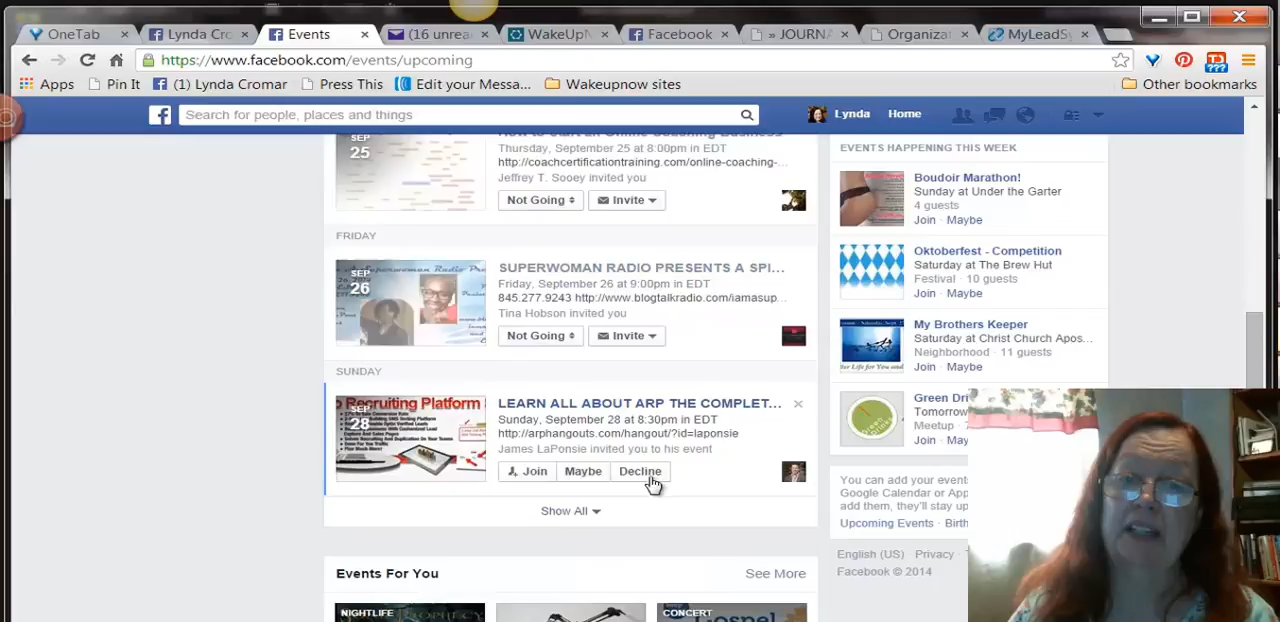 OneTab
Lynda Cro
Events
(16 unrea
WakeUpN
Facebook
» JOURNA
Organizat
MyLeadSy
https://www.facebook.com/events/upcoming
Apps
Pin It
(1) Lynda Cromar
Press This
Edit your Messa...
Wakeupnow sites
Other bookmarks
Search for people, places and things
Lynda
Home
SEP
25
Thursday, September 25 at 8:00pm in EDT
http://coachcertificationtraining.com/online-coaching-...
Jeffrey T. Sooey invited you
Not Going
Invite
FRIDAY
SEP
26
SUPERWOMAN RADIO PRESENTS A SPI...
Friday, September 26 at 9:00pm in EDT
845.277.9243 http://www.blogtalkradio.com/iamasup...
Tina Hobson invited you
Not Going
Invite
SUNDAY
Recruiting Platform
SEP
28
LEARN ALL ABOUT ARP THE COMPLET...
Sunday, September 28 at 8:30pm in EDT
http://arphangouts.com/hangout/?id=laponsie
James LaPonsie invited you to his event
Join
Maybe
Decline
Show All
Events For You
See More
NIGHTLIFE
CONCERT
Gospel
EVENTS HAPPENING THIS WEEK
Boudoir Marathon!
Sunday at Under the Garter
4 guests
Join · Maybe
Oktoberfest - Competition
Saturday at The Brew Hut
Festival · 10 guests
Join · Maybe
My Brothers Keeper
Saturday at Christ Church Apos...
Neighborhood · 11 guests
Join · Maybe
Green Dri
Tomorrow
Meetup ·
Join · May
You can add your events
Google Calendar or App
add them, they'll stay up
Upcoming Events · Birth
English (US) · Privacy ·
Facebook © 2014